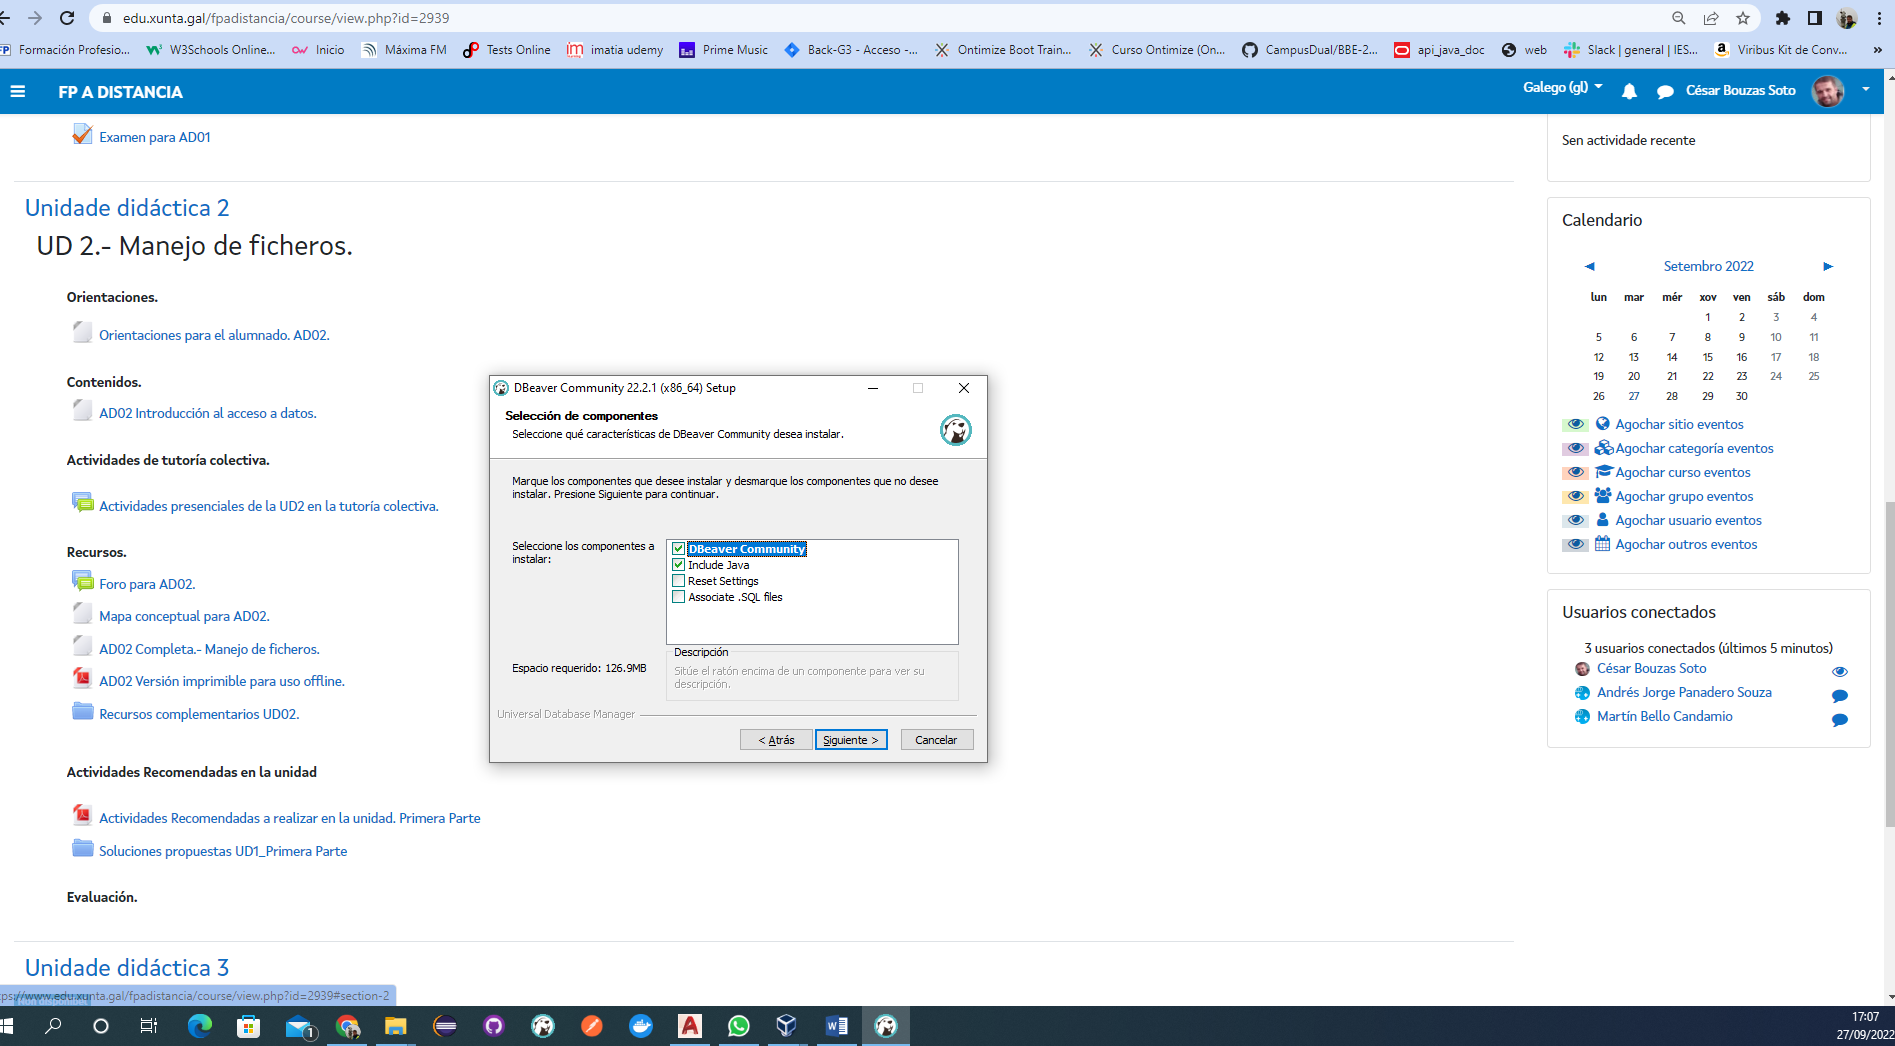 edu.xunta.gal/fpadistancia/course/view.php?id=2939
Formación Profesio...
W3Schools Online...
Inicio
Máxima FM
Tests Online
imatia udemy
Prime Music
Back-G3 - Acceso -...
Ontimize Boot Train...
Curso Ontimize (On...
CampusDual/BBE-2...
api_java_doc
web
Slack | general | IES...
Viribus Kit de Conv...
»
FP A DISTANCIA
Galego (gl)
César Bouzas Soto
Examen para AD01
Unidade didáctica 2
UD 2.- Manejo de ficheros.
Orientaciones.
Orientaciones para el alumnado. AD02.
Contenidos.
AD02 Introducción al acceso a datos.
Actividades de tutoría colectiva.
Actividades presenciales de la UD2 en la tutoría colectiva.
Recursos.
Foro para AD02.
Mapa conceptual para AD02.
AD02 Completa.- Manejo de ficheros.
AD02 Versión imprimible para uso offline.
Recursos complementarios UD02.
Actividades Recomendadas en la unidad
Actividades Recomendadas a realizar en la unidad. Primera Parte
Soluciones propuestas UD1_Primera Parte
Evaluación.
Unidade didáctica 3
DBeaver Community 22.2.1 (x86_64) Setup
Selección de componentes
Seleccione qué características de DBeaver Community desea instalar.
Marque los componentes que desee instalar y desmarque los componentes que no desee
instalar. Presione Siguiente para continuar.
Seleccione los componentes a
instalar:
DBeaver Community
Include Java
Reset Settings
Associate .SQL files
Espacio requerido: 126.9MB
Descripción
Sitúe el ratón encima de un componente para ver su
descripción.
Universal Database Manager
< Atrás
Siguiente >
Cancelar
Sen actividade recente
Calendario
◄ Setembro 2022 ►
lun mar mér xov ven sáb dom
1 2 3 4
5 6 7 8 9 10 11
12 13 14 15 16 17 18
19 20 21 22 23 24 25
26 27 28 29 30
Agochar sitio eventos
Agochar categoría eventos
Agochar curso eventos
Agochar grupo eventos
Agochar usuario eventos
Agochar outros eventos
Usuarios conectados
3 usuarios conectados (últimos 5 minutos)
César Bouzas Soto
Andrés Jorge Panadero Souza
Martín Bello Candamio
ps://www.edu.xunta.gal/fpadistancia/course/view.php?id=2939#section-2
1
17:07
27/09/2022